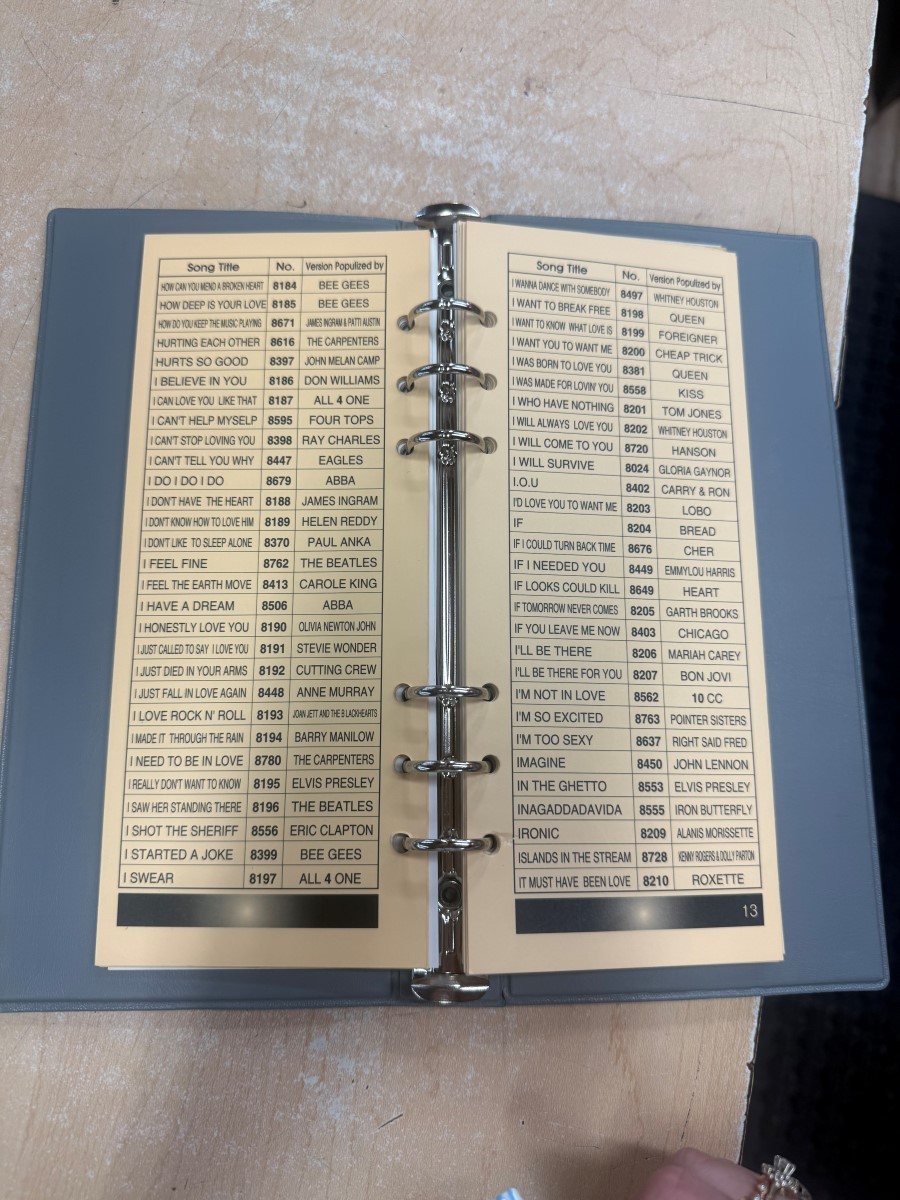 Song Title No. Version Populized by
HOW CAN YOU MEND A BROKEN HEART 8184 BEE GEES
HOW DEEP IS YOUR LOVE 8185 BEE GEES
HOW DO YOU KEEP THE MUSIC PLAYING 8671 JAMES INGRAM & PATTI AUSTIN
HURTING EACH OTHER 8616 THE CARPENTERS
HURTS SO GOOD 8397 JOHN MELAN CAMP
I BELIEVE IN YOU 8186 DON WILLIAMS
I CAN LOVE YOU LIKE THAT 8187 ALL 4 ONE
I CAN'T HELP MYSELP 8595 FOUR TOPS
I CAN'T STOP LOVING YOU 8398 RAY CHARLES
I CAN'T TELL YOU WHY 8447 EAGLES
I DO I DO I DO 8679 ABBA
I DON'T HAVE THE HEART 8188 JAMES INGRAM
I DON'T KNOW HOW TO LOVE HIM 8189 HELEN REDDY
I DON'T LIKE TO SLEEP ALONE 8370 PAUL ANKA
I FEEL FINE 8762 THE BEATLES
I FEEL THE EARTH MOVE 8413 CAROLE KING
I HAVE A DREAM 8506 ABBA
I HONESTLY LOVE YOU 8190 OLIVIA NEWTON JOHN
I JUST CALLED TO SAY I LOVE YOU 8191 STEVIE WONDER
I JUST DIED IN YOUR ARMS 8192 CUTTING CREW
I JUST FALL IN LOVE AGAIN 8448 ANNE MURRAY
I LOVE ROCK N' ROLL 8193 JOAN JETT AND THE B LACKHEARTS
I MADE IT THROUGH THE RAIN 8194 BARRY MANILOW
I NEED TO BE IN LOVE 8780 THE CARPENTERS
I REALLY DON'T WANT TO KNOW 8195 ELVIS PRESLEY
I SAW HER STANDING THERE 8196 THE BEATLES
I SHOT THE SHERIFF 8556 ERIC CLAPTON
I STARTED A JOKE 8399 BEE GEES
I SWEAR 8197 ALL 4 ONE
Song Title No. Version Populized by
I WANNA DANCE WITH SOMEBODY 8497 WHITNEY HOUSTON
I WANT TO BREAK FREE 8198 QUEEN
I WANT TO KNOW WHAT LOVE IS 8199 FOREIGNER
I WANT YOU TO WANT ME 8200 CHEAP TRICK
I WAS BORN TO LOVE YOU 8381 QUEEN
I WAS MADE FOR LOVIN' YOU 8558 KISS
I WHO HAVE NOTHING 8201 TOM JONES
I WILL ALWAYS LOVE YOU 8202 WHITNEY HOUSTON
I WILL COME TO YOU 8720 HANSON
I WILL SURVIVE 8024 GLORIA GAYNOR
I.O.U 8402 CARRY & RON
I'D LOVE YOU TO WANT ME 8203 LOBO
IF 8204 BREAD
IF I COULD TURN BACK TIME 8676 CHER
IF I NEEDED YOU 8449 EMMYLOU HARRIS
IF LOOKS COULD KILL 8649 HEART
IF TOMORROW NEVER COMES 8205 GARTH BROOKS
IF YOU LEAVE ME NOW 8403 CHICAGO
I'LL BE THERE 8206 MARIAH CAREY
I'LL BE THERE FOR YOU 8207 BON JOVI
I'M NOT IN LOVE 8562 10 CC
I'M SO EXCITED 8763 POINTER SISTERS
I'M TOO SEXY 8637 RIGHT SAID FRED
IMAGINE 8450 JOHN LENNON
IN THE GHETTO 8553 ELVIS PRESLEY
INAGADDADAVIDA 8555 IRON BUTTERFLY
IRONIC 8209 ALANIS MORISSETTE
ISLANDS IN THE STREAM 8728 KENNY ROGERS & DOLLY PARTON
IT MUST HAVE BEEN LOVE 8210 ROXETTE
13